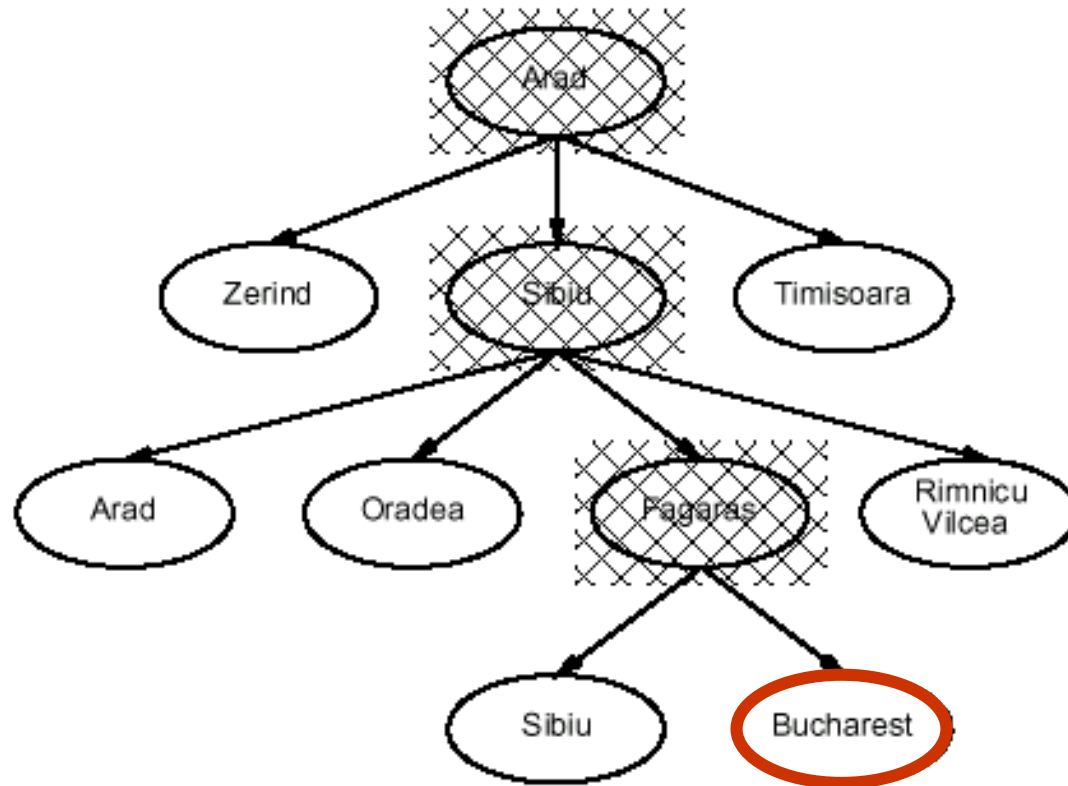 Arad
Zerind
Sibiu
Timisoara
Arad
Oradea
Fagaras
Rimnicu
Vilcea
Sibiu
Bucharest